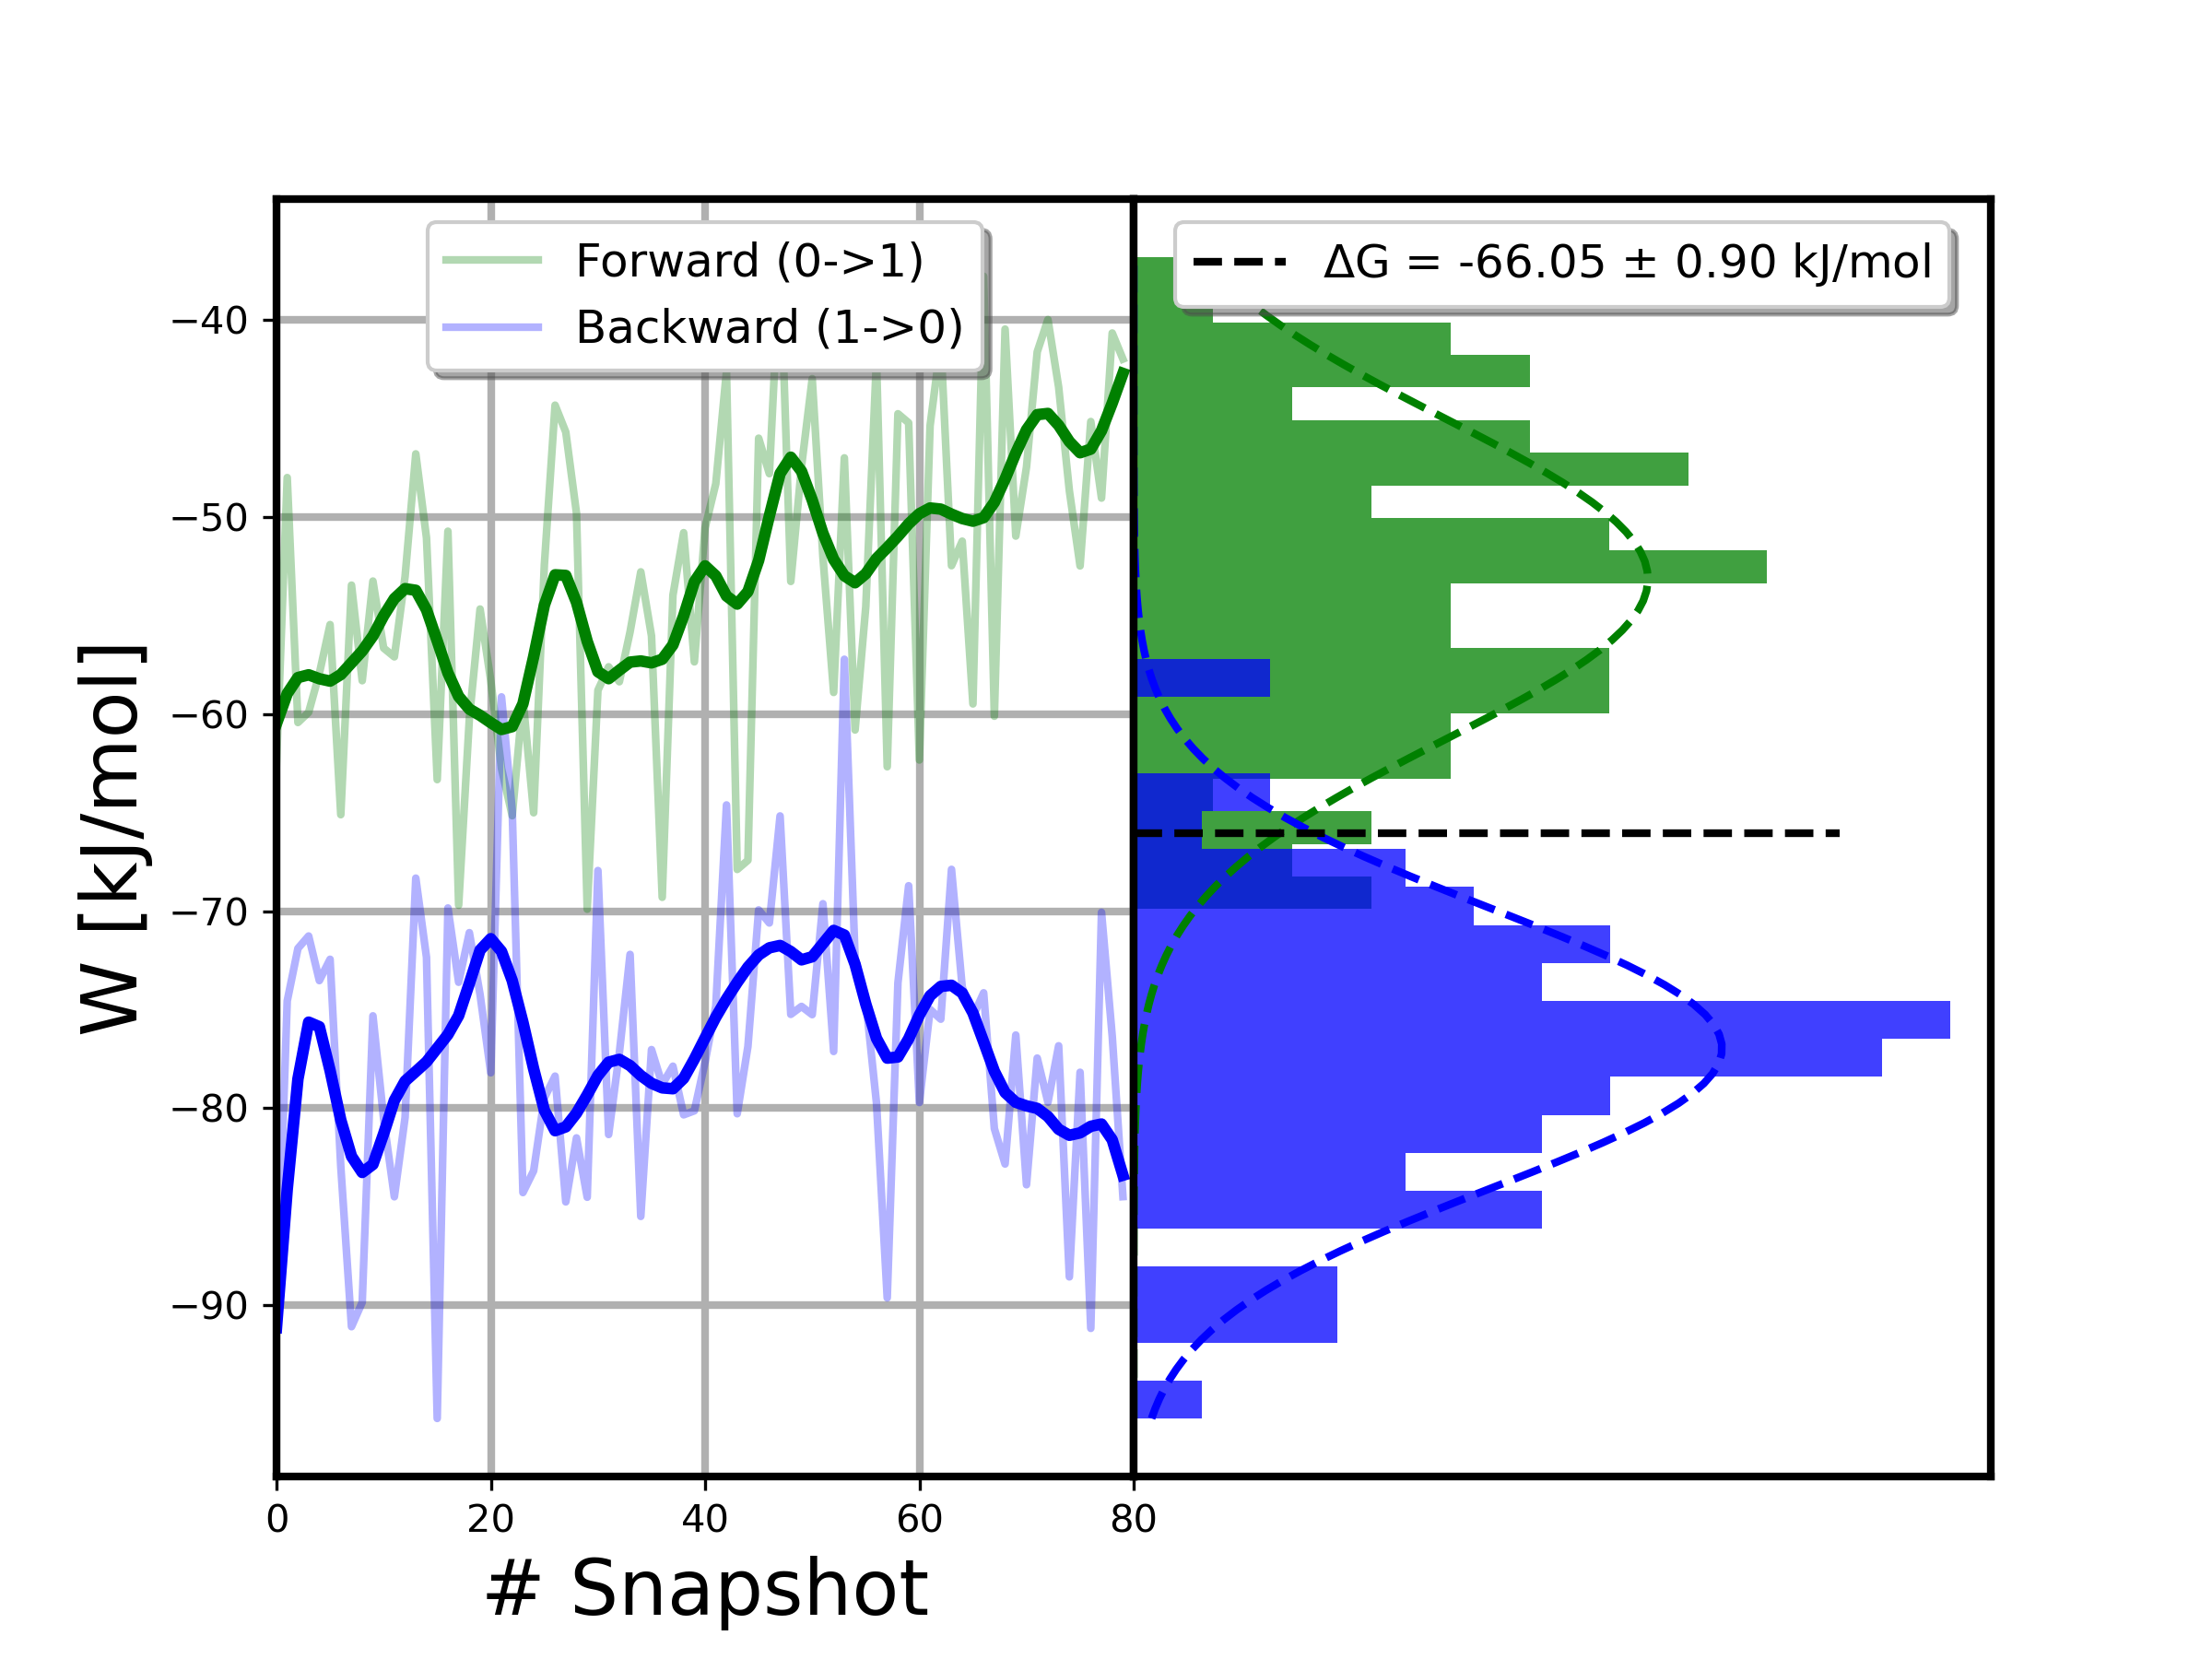 Forward (0->1)
Backward (1->0)
ΔG = -66.05 ± 0.90 kJ/mol
W [kJ/mol]
−40
−50
−60
−70
−80
−90
0 20 40 60 80
# Snapshot